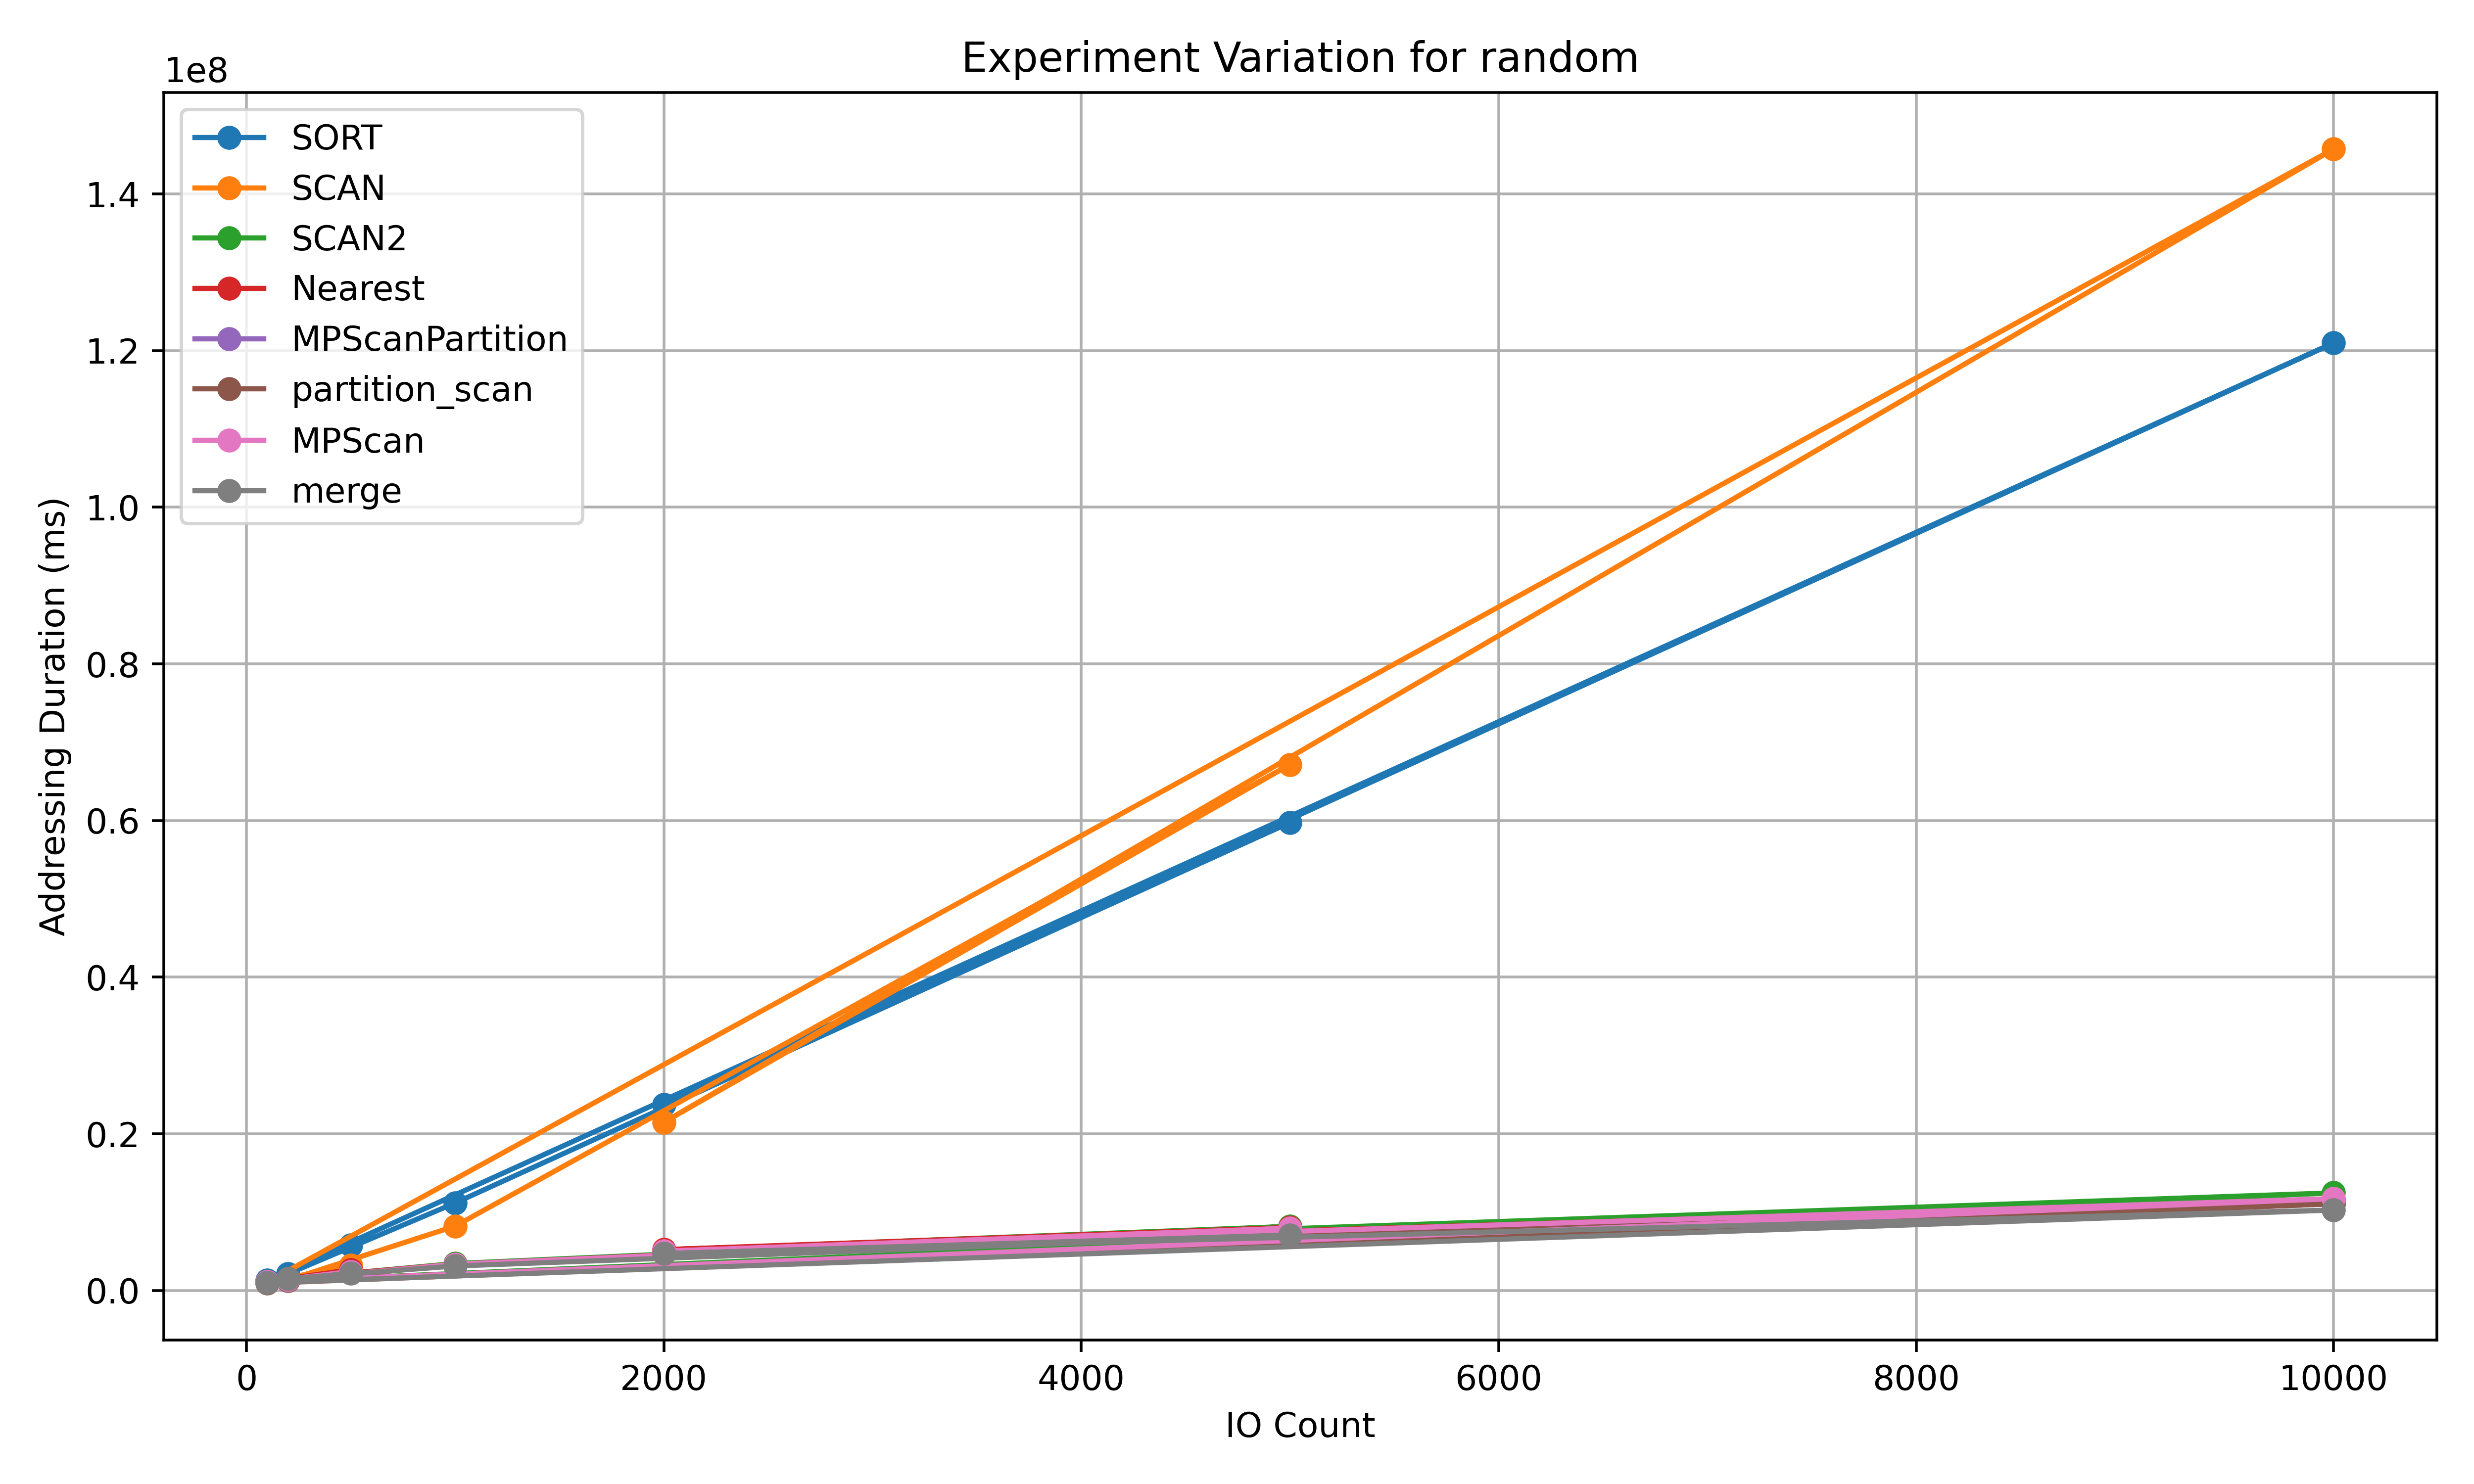 Experiment Variation for random
1e8
SORT
SCAN
SCAN2
Nearest
MPScanPartition
partition_scan
MPScan
merge
1.4
1.2
1.0
0.8
0.6
0.4
0.2
0.0
Addressing Duration (ms)
0 2000 4000 6000 8000 10000
IO Count